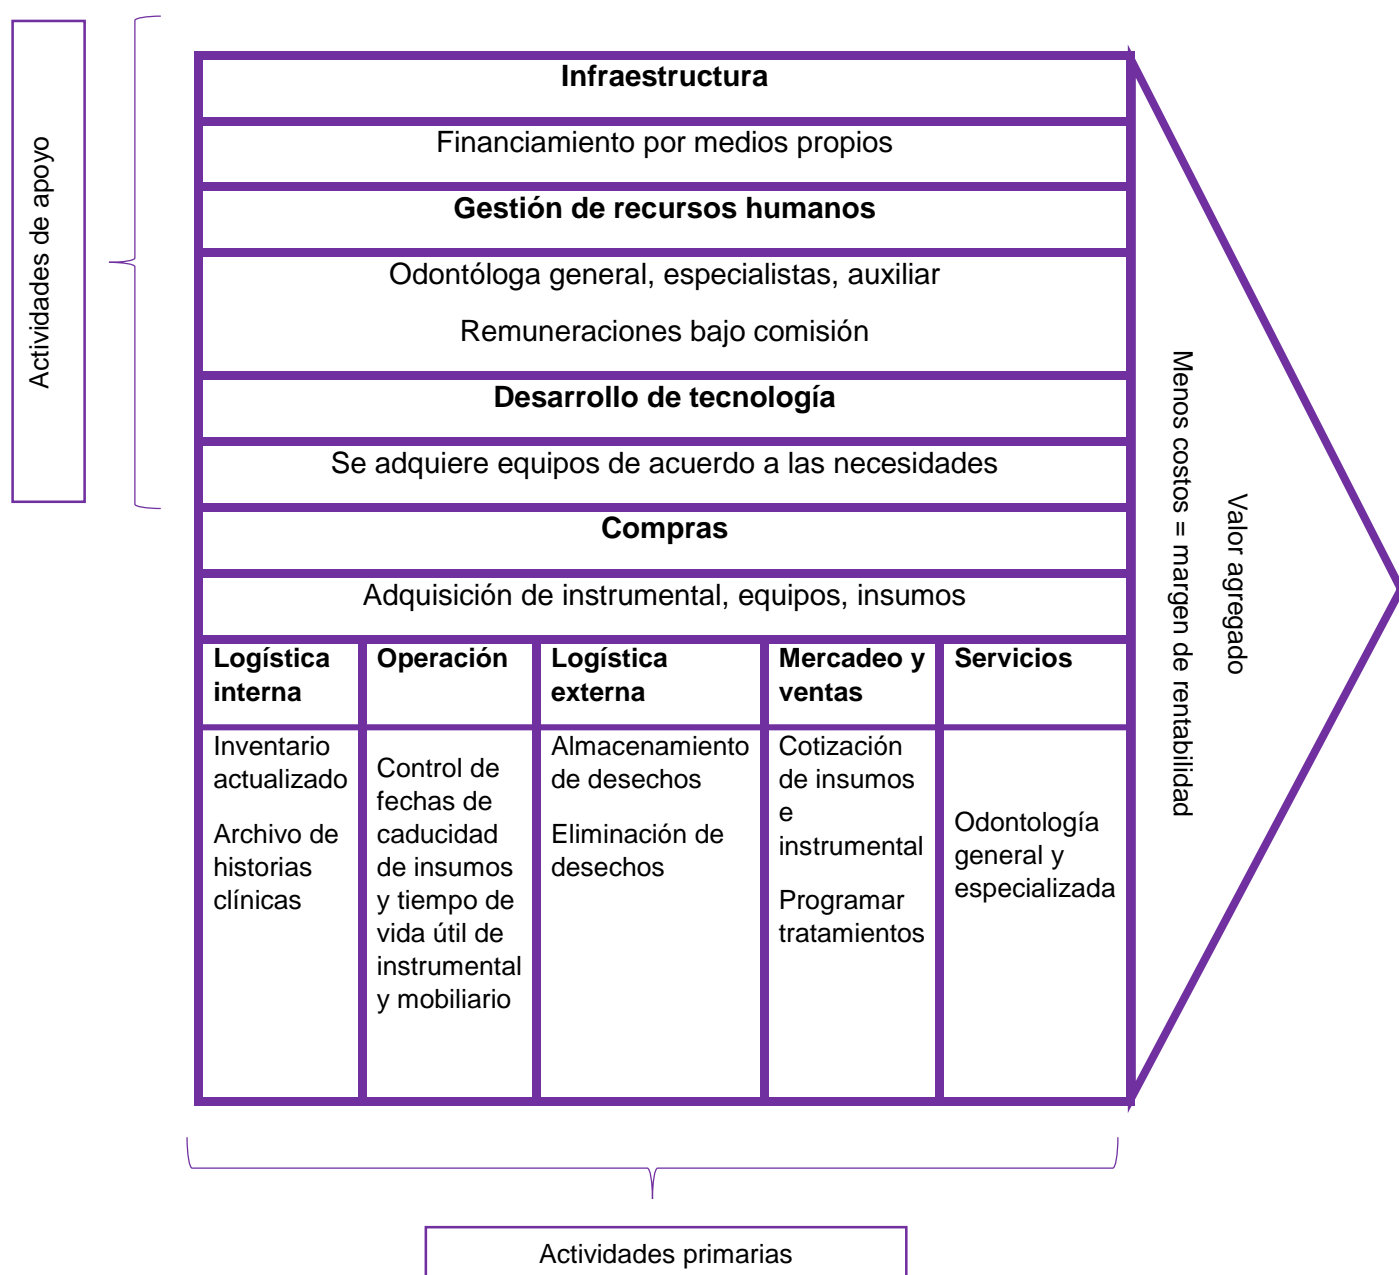 Actividades de apoyo
Infraestructura
Financiamiento por medios propios
Gestión de recursos humanos
Odontóloga general, especialistas, auxiliar
Remuneraciones bajo comisión
Desarrollo de tecnología
Se adquiere equipos de acuerdo a las necesidades
Compras
Adquisición de instrumental, equipos, insumos
Logística
interna
Operación
Logística
externa
Mercadeo y
ventas
Servicios
Inventario
actualizado
Archivo de
historias
clínicas
Control de
fechas de
caducidad
de insumos
y tiempo de
vida útil de
instrumental
y mobiliario
Almacenamiento
de desechos
Eliminación de
desechos
Cotización
de insumos
e
instrumental
Programar
tratamientos
Odontología
general y
especializada
Valor agregado
Menos costos = margen de rentabilidad
Actividades primarias